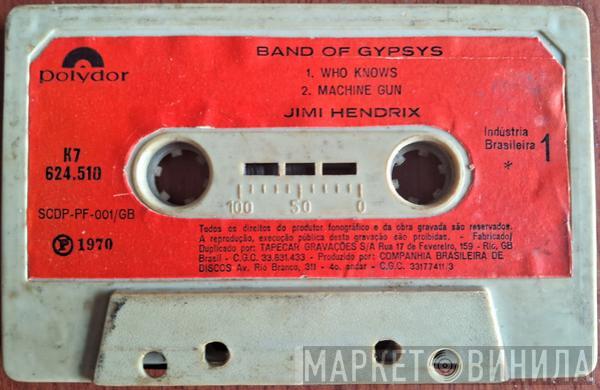 polydor
BAND OF GYPSYS
1. WHO KNOWS
2. MACHINE GUN
JIMI HENDRIX
K7
624.510
Indústria
Brasileira
*
1
SCDP-PF-001/GB
℗ 1970
100 50 0
Todos os direitos do produtor fonográfico e da obra gravada são reservados.
A reprodução, execução pública desta gravação são proibidas. - Fabricado/
Duplicado por: TAPECAR GRAVAÇÕES S/A Rua 17 de Fevereiro, 159 - Rio, GB
Brasil - C.G.C. 33.631.433 - Produzido por: COMPANHIA BRASILEIRA DE
DISCOS Av. Rio Branco, 311 - 4o. andar - C.G.C. 33177411/3
МАРКЕТ ВИНИЛА